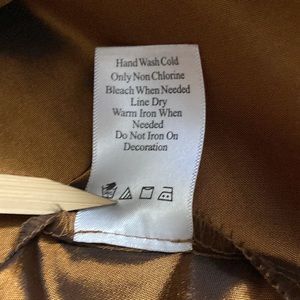 Hand Wash Cold
Only Non Chlorine
Bleach When Needed
Line Dry
Warm Iron When
Needed
Do Not Iron On
Decoration